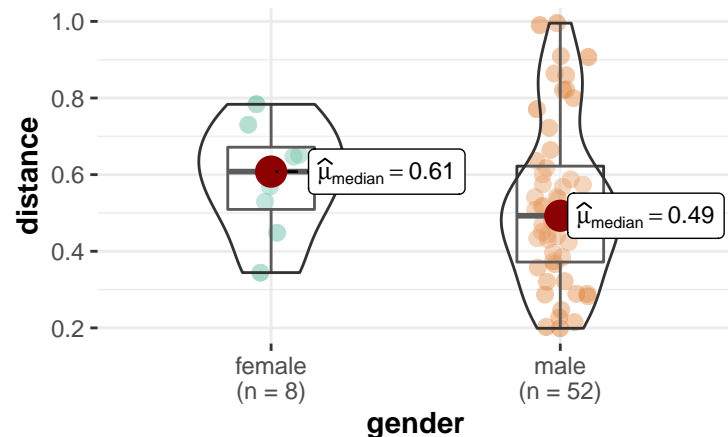 distance
1.0
0.8
0.6
0.4
0.2
μ̂median = 0.61
μ̂median = 0.49
female
(n = 8)
male
(n = 52)
gender